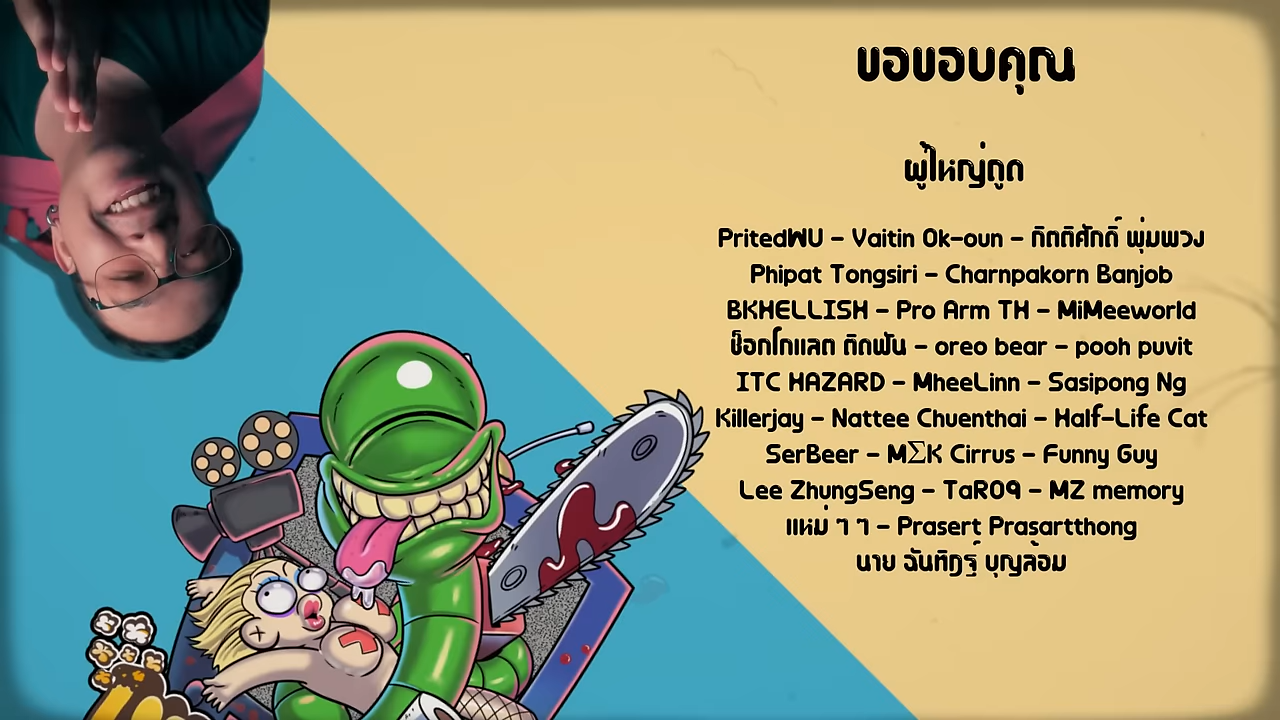 ขอขอบคุณ
ผู้ใหญ่ถูด
PritedWU - Vaitin Ok-oun - กิตติศักดิ์ พุ่มพวง
Phipat Tongsiri - Charnpakorn Banjob
BKHELLISH - Pro Arm TH - MiMeeworld
ช็อกโกแลต ติดฟัน - oreo bear - pooh puvit
ITC HAZARD - MheeLinn - Sasipong Ng
Killerjay - Nattee Chuenthai - Half-Life Cat
SerBeer - MΣK Cirrus - Funny Guy
Lee ZhungSeng - TaRO9 - MZ memory
แหม่ ๆ ๆ - Prasert Prasartthong
นาย ฉันทิฏฐ์ บุญล้อม